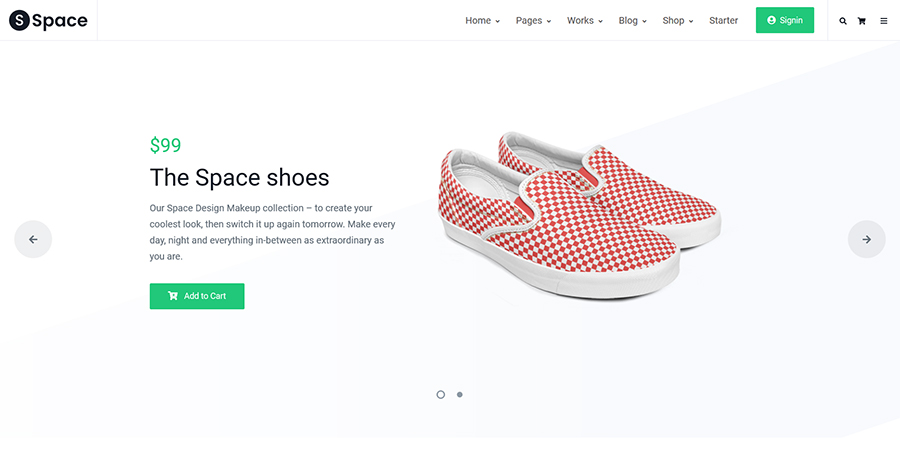 S Space
Home Pages Works Blog Shop Starter Signin
$99
The Space shoes
Our Space Design Makeup collection – to create your
coolest look, then switch it up again tomorrow. Make every
day, night and everything in-between as extraordinary as
you are.
Add to Cart